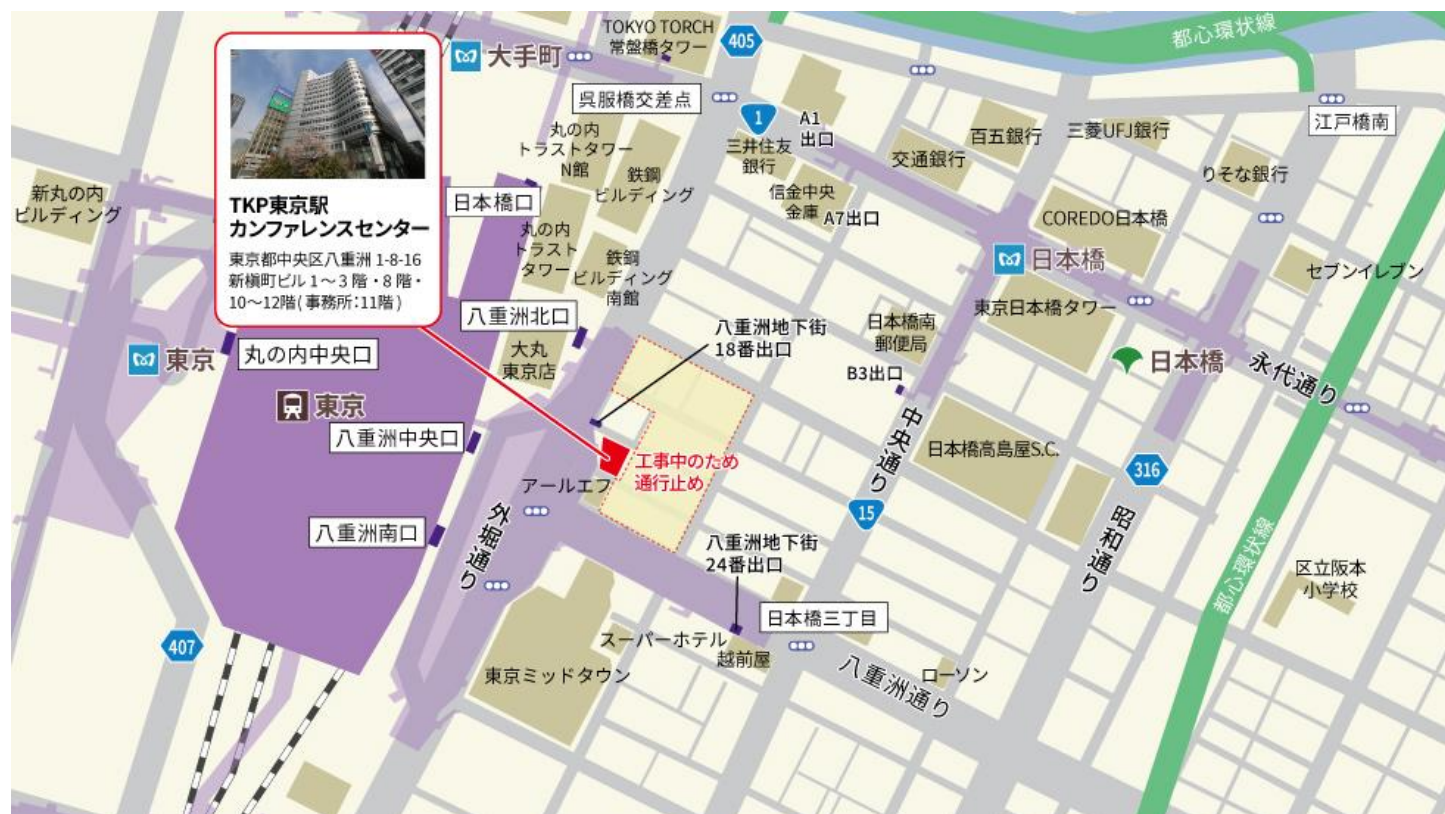 TOKYO TORCH
常盤橋タワー
405
都心環状線
大手町
呉服橋交差点
1
A1
出口
三井住友
銀行
交通銀行
百五銀行
三菱UFJ銀行
江戸橋南
りそな銀行
丸の内
トラストタワー
N館
鉄鋼
ビルディング
信金中央
金庫
A7出口
COREDO日本橋
新丸の内
ビルディング
TKP東京駅
カンファレンスセンター
東京都中央区八重洲 1-8-16
新槇町ビル 1～3 階・8 階・
10～12階( 事務所:11階 )
日本橋口
丸の内
トラスト
タワー
鉄鋼
ビルディング
南館
日本橋
セブンイレブン
東京日本橋タワー
八重洲北口
八重洲地下街
18番出口
日本橋南
郵便局
B3出口
東京
丸の内中央口
大丸
東京店
日本橋
永代通り
東京
八重洲中央口
工事中のため
通行止め
中央通り
日本橋高島屋S.C.
316
アールエフ
15
昭和通り
八重洲南口
外堀通り
八重洲地下街
24番出口
都心環状線
区立阪本
小学校
407
日本橋三丁目
スーパーホテル
越前屋
東京ミッドタウン
八重洲通り
ローソン